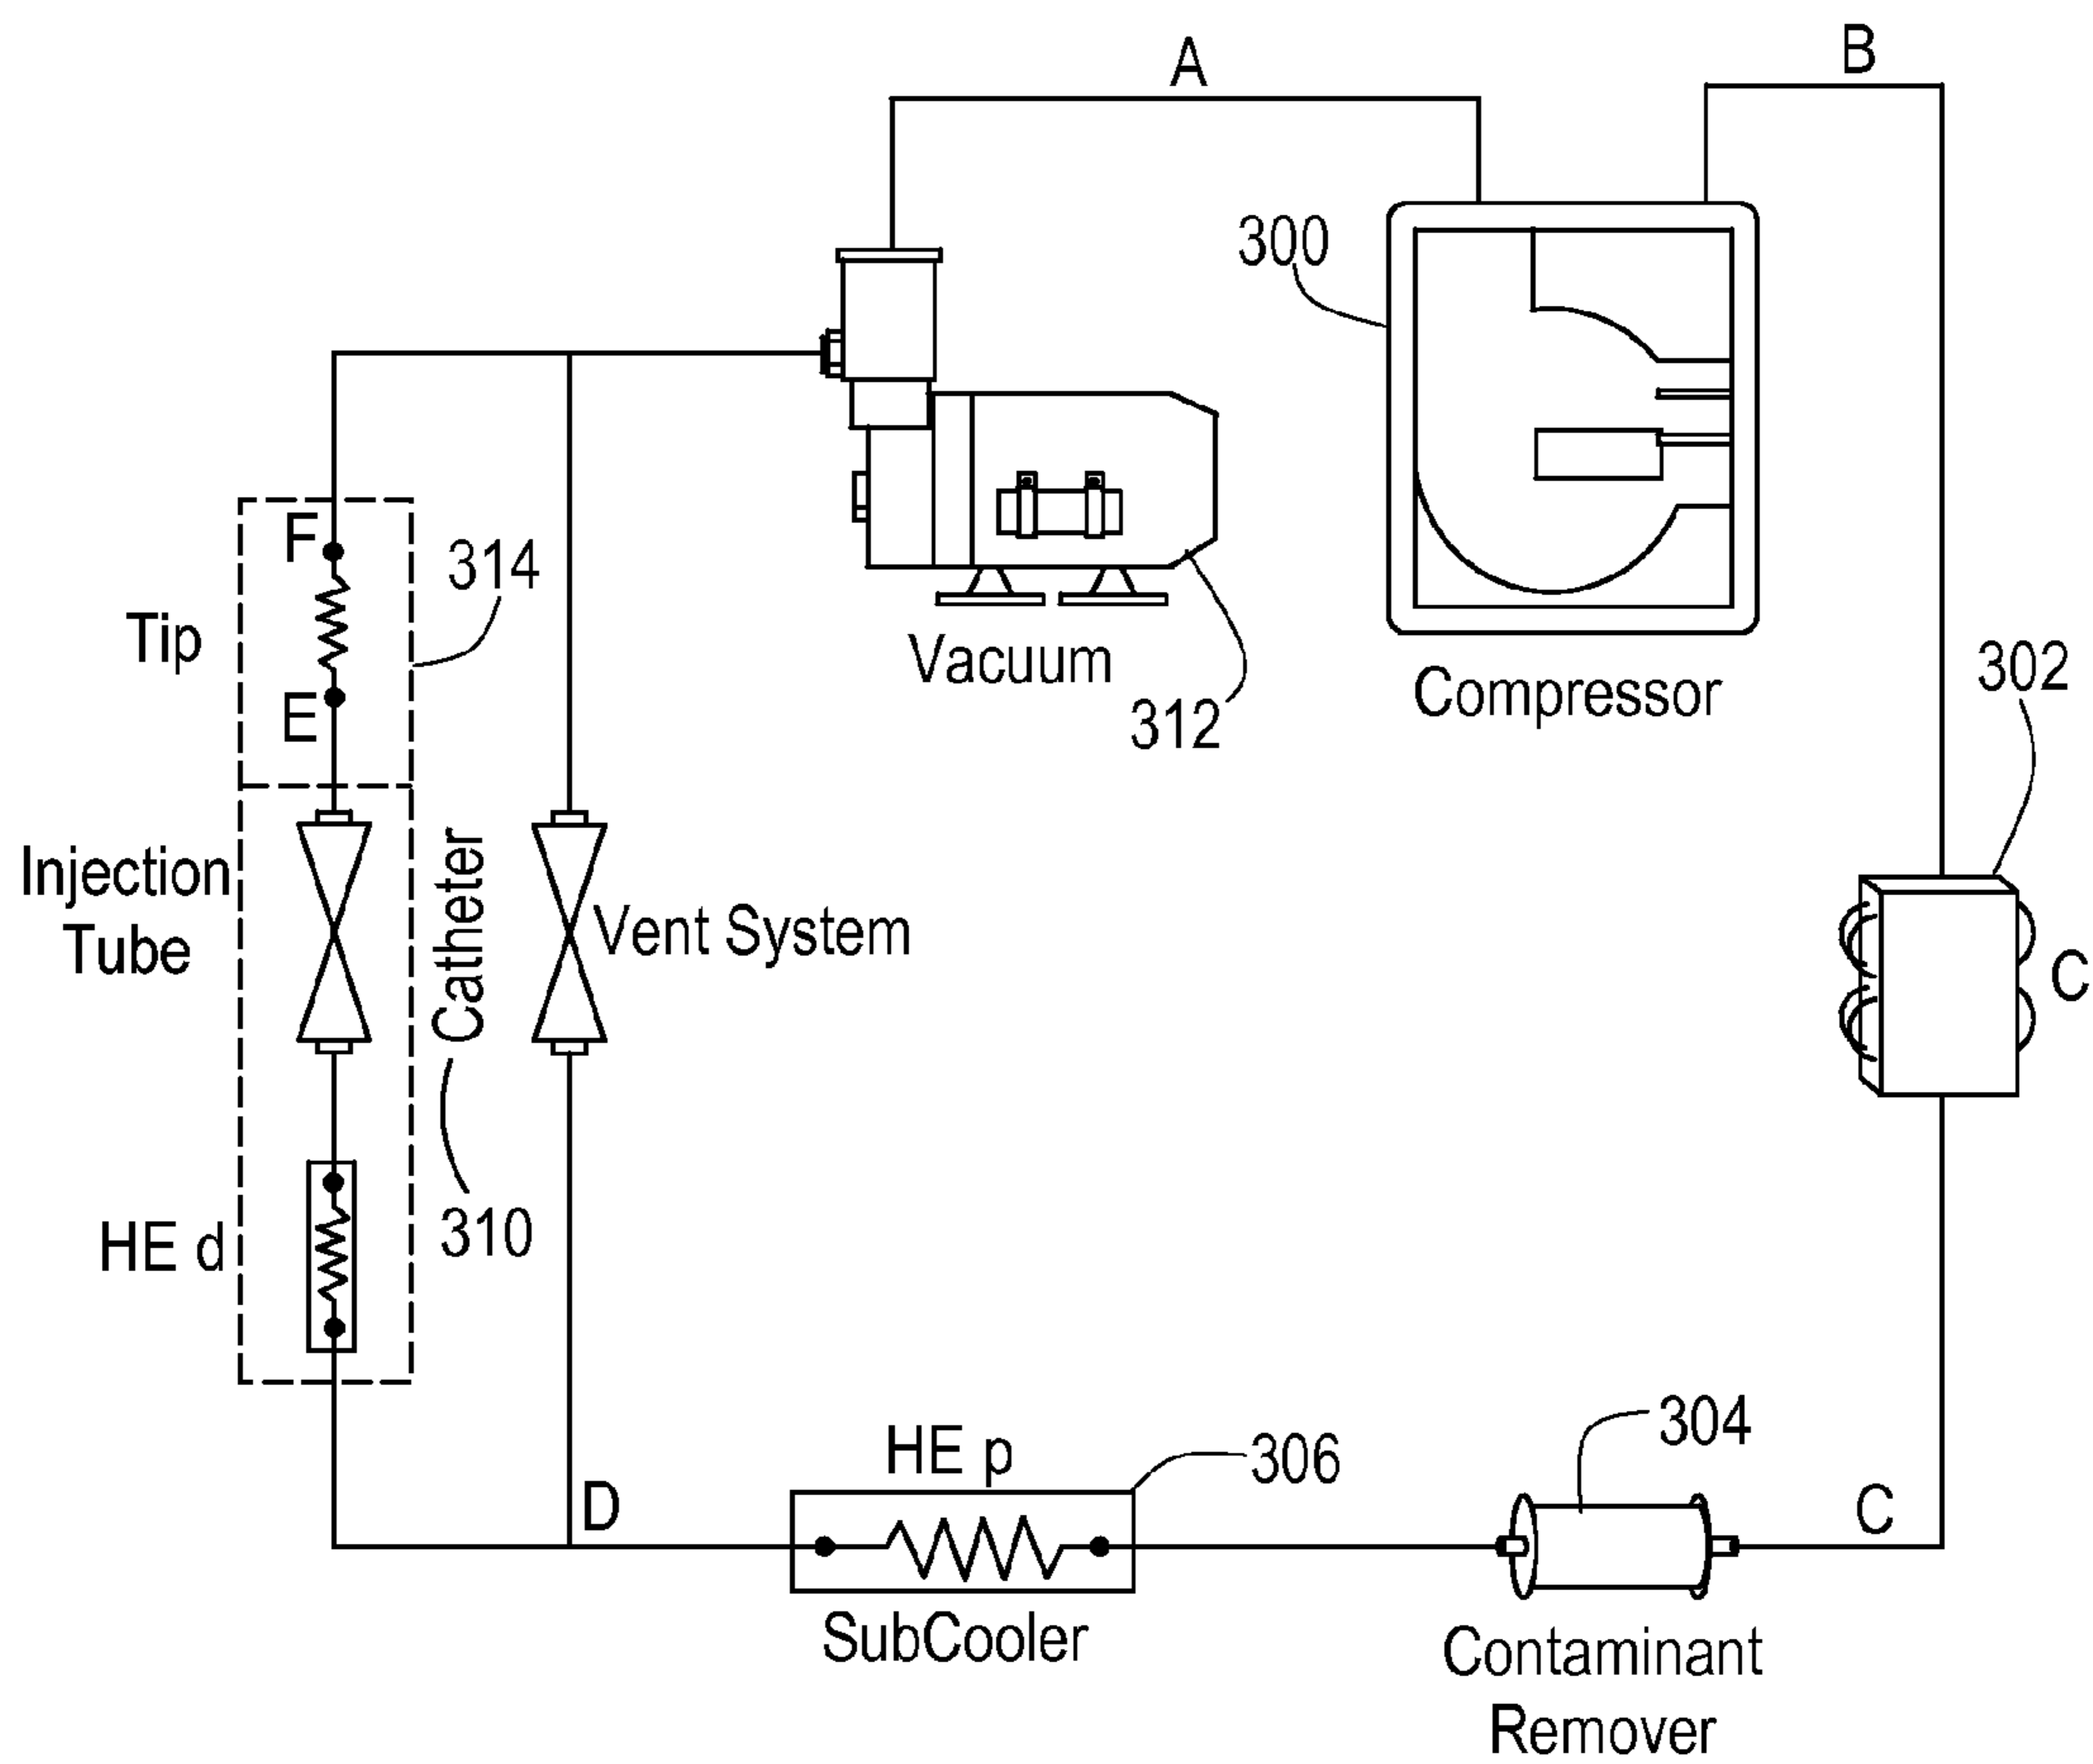 A
B
300
F
314
Tip
E
Vacuum
312
Compressor
302
Injection
Tube
Catheter
Vent System
C
310
HE d
HE p
306
304
D
C
SubCooler
Contaminant
Remover